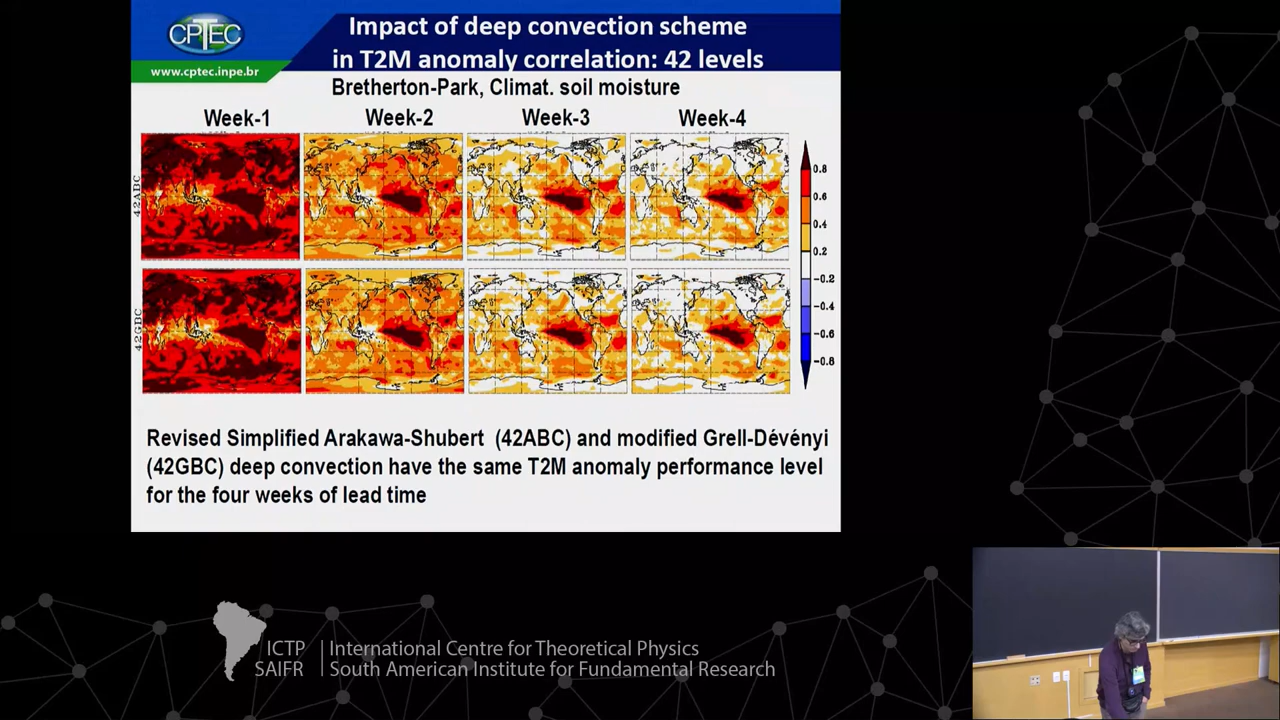 CPTEC
www.cptec.inpe.br
Impact of deep convection scheme
in T2M anomaly correlation: 42 levels
Bretherton-Park, Climat. soil moisture
Week-1
Week-2
Week-3
Week-4
42ABC
42GBC
0.8
0.6
0.4
0.2
−0.2
−0.4
−0.6
−0.8
Revised Simplified Arakawa-Shubert (42ABC) and modified Grell-Dévényi
(42GBC) deep convection have the same T2M anomaly performance level
for the four weeks of lead time
ICTP
SAIFR
International Centre for Theoretical Physics
South American Institute for Fundamental Research